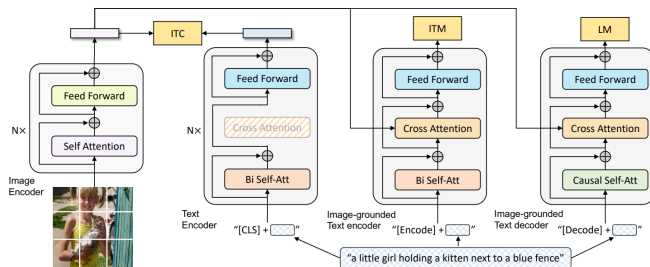 ITC
ITM
LM
Feed Forward
Feed Forward
Feed Forward
Feed Forward
N×
N×
Cross Attention
Cross Attention
Cross Attention
Self Attention
Bi Self-Att
Bi Self-Att
Causal Self-Att
Image
Encoder
Text
Encoder
Image-grounded
Text encoder
Image-grounded
Text decoder
"[CLS] + "
"[Encode] + "
"[Decode] + "
"a little girl holding a kitten next to a blue fence"